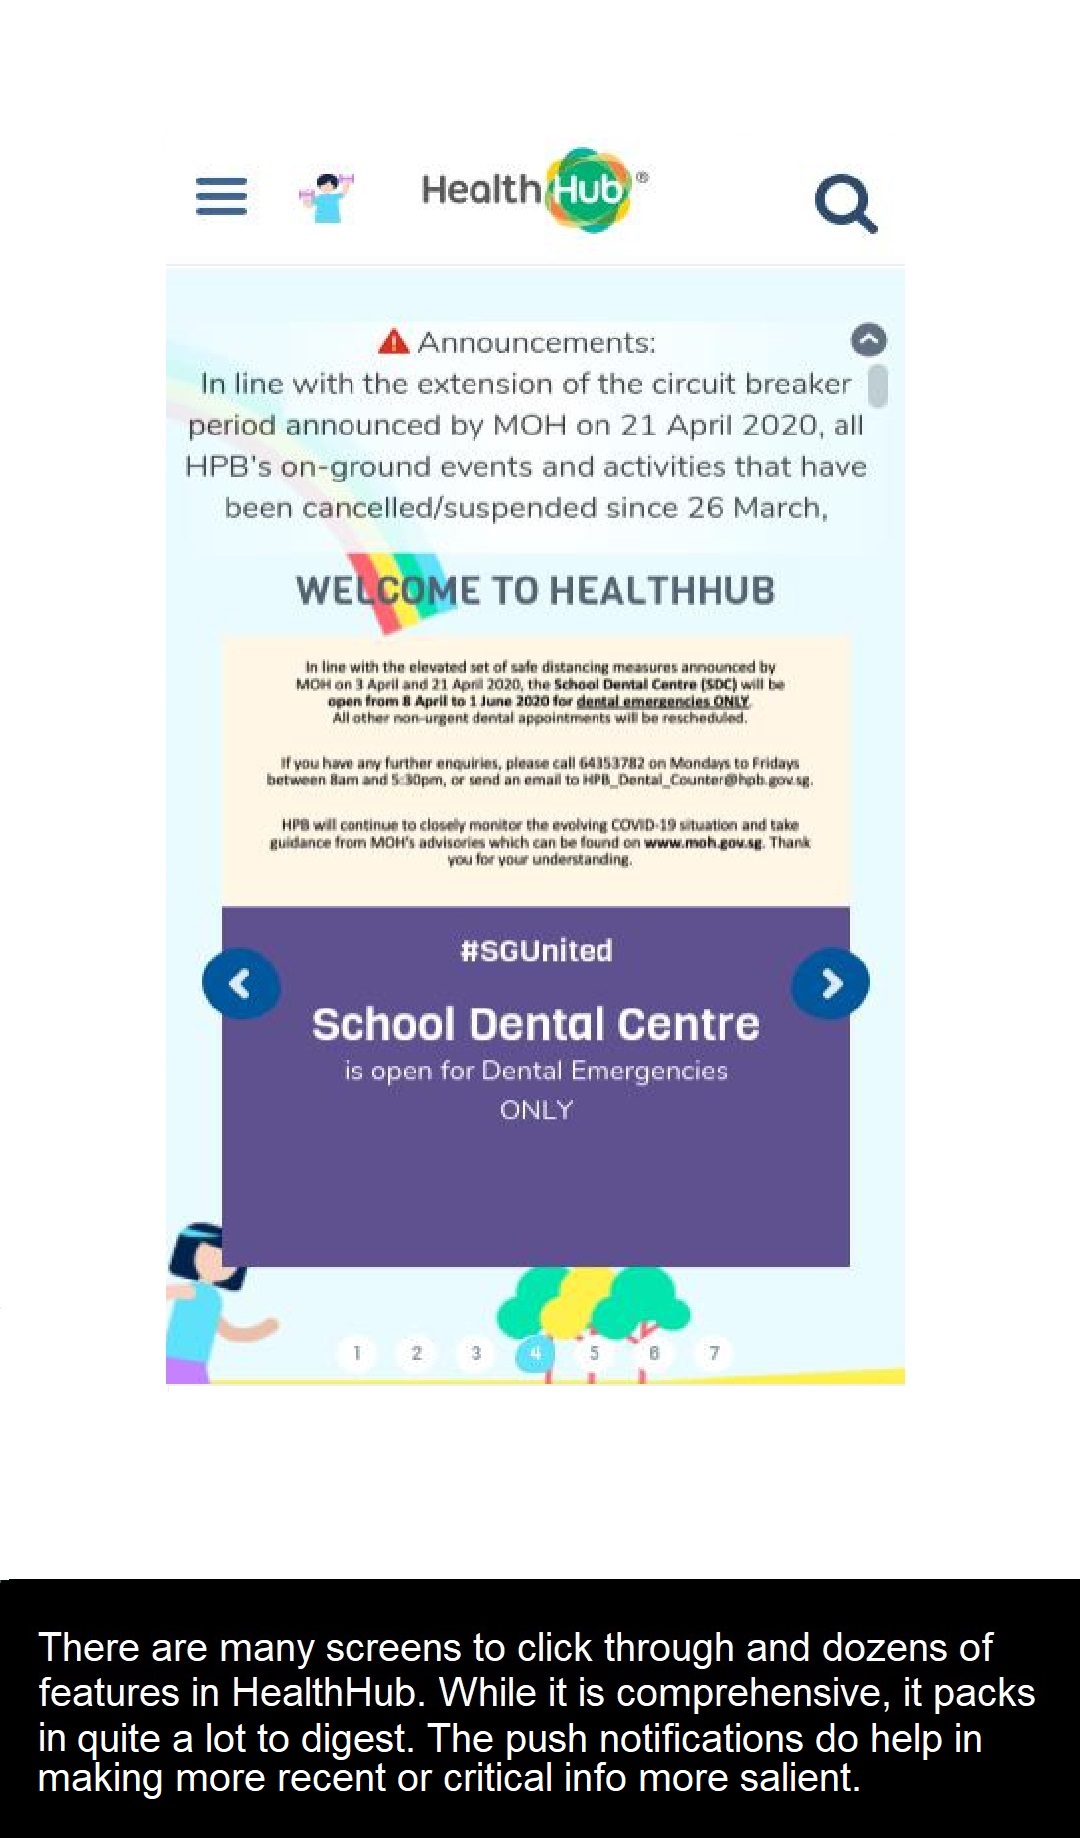 HealthHub®
Announcements:
In line with the extension of the circuit breaker
period announced by MOH on 21 April 2020, all
HPB's on-ground events and activities that have
been cancelled/suspended since 26 March,
WELCOME TO HEALTHHUB
In line with the elevated set of safe distancing measures announced by
MOH on 3 April and 21 April 2020, the School Dental Centre (SDC) will be
open from 8 April to 1 June 2020 for dental emergencies ONLY.
All other non-urgent dental appointments will be rescheduled.
If you have any further enquiries, please call 64353782 on Mondays to Fridays
between 8am and 5:30pm, or send an email to HPB_Dental_Counter@hpb.gov.sg.
HPB will continue to closely monitor the evolving COVID-19 situation and take
guidance from MOH's advisories which can be found on www.moh.gov.sg. Thank
you for your understanding.
#SGUnited
School Dental Centre
is open for Dental Emergencies
ONLY
1 2 3 4 5 6 7
There are many screens to click through and dozens of
features in HealthHub. While it is comprehensive, it packs
in quite a lot to digest. The push notifications do help in
making more recent or critical info more salient.